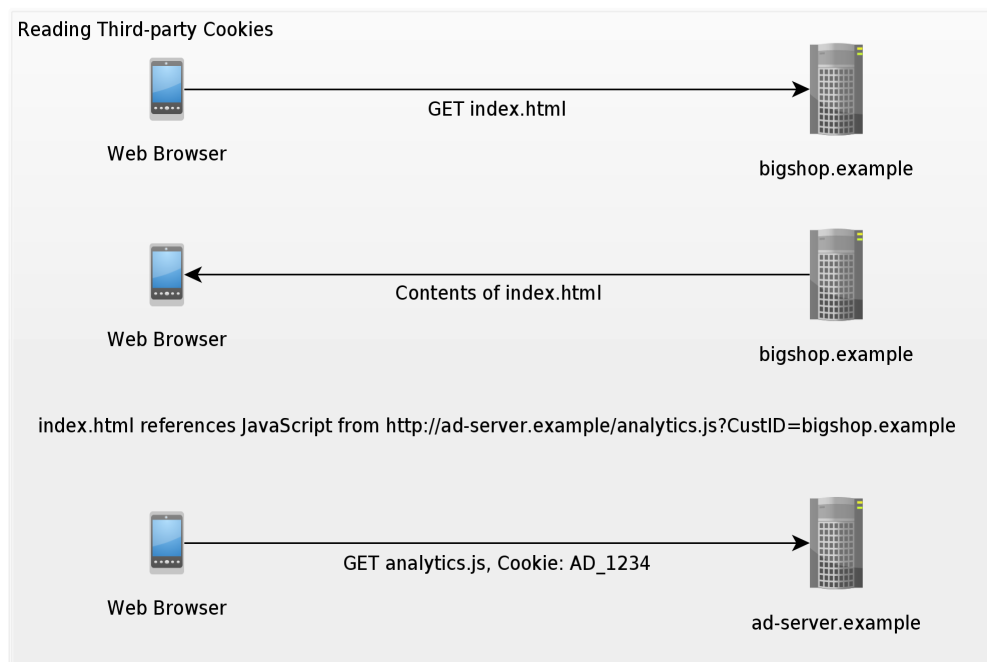 Reading Third-party Cookies
GET index.html
Web Browser
bigshop.example
Contents of index.html
Web Browser
bigshop.example
index.html references JavaScript from http://ad-server.example/analytics.js?CustID=bigshop.example
GET analytics.js, Cookie: AD_1234
Web Browser
ad-server.example